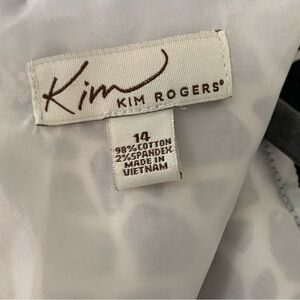 Kim
KIM ROGERS®
14
98%COTTON
2%SPANDEX
MADE IN
VIETNAM